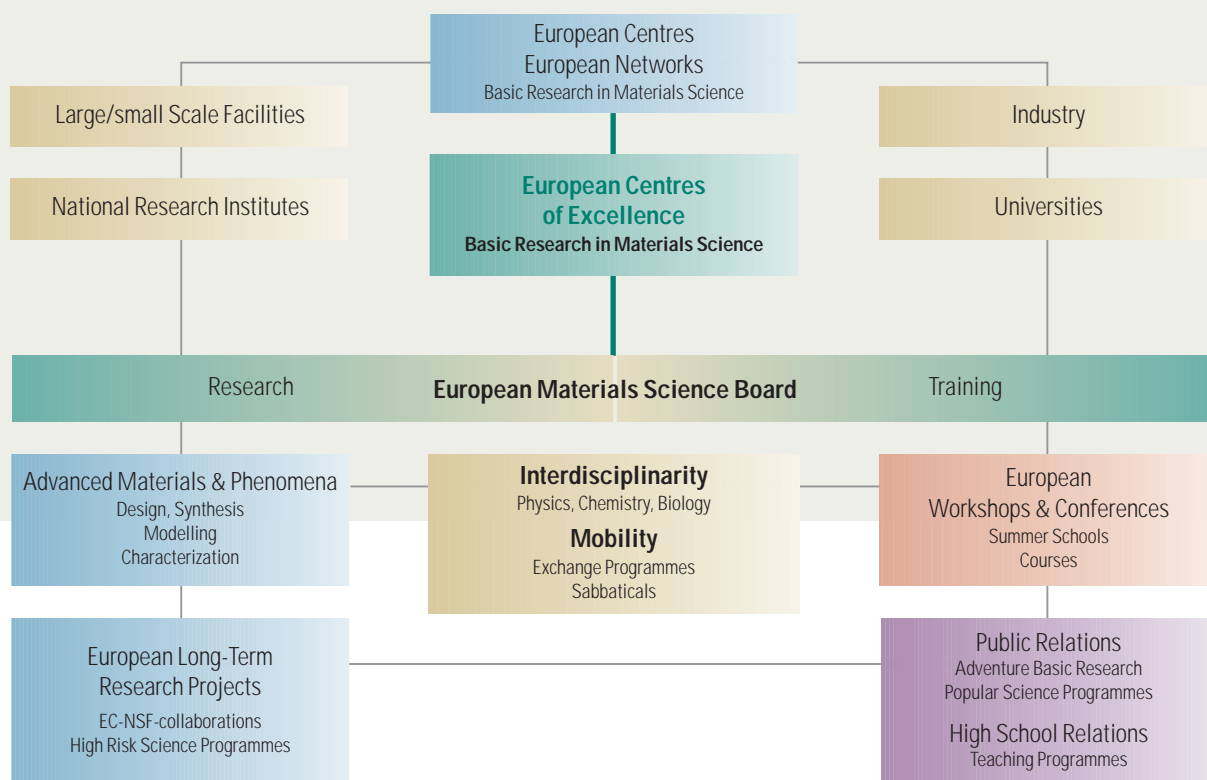 European Centres
European Networks
Basic Research in Materials Science
Large/small Scale Facilities
Industry
National Research Institutes
European Centres
of Excellence
Basic Research in Materials Science
Universities
Research
European Materials Science Board
Training
Advanced Materials & Phenomena
Design, Synthesis
Modelling
Characterization
Interdisciplinarity
Physics, Chemistry, Biology
Mobility
Exchange Programmes
Sabbaticals
European
Workshops & Conferences
Summer Schools
Courses
European Long-Term
Research Projects
EC-NSF-collaborations
High Risk Science Programmes
Public Relations
Adventure Basic Research
Popular Science Programmes
High School Relations
Teaching Programmes